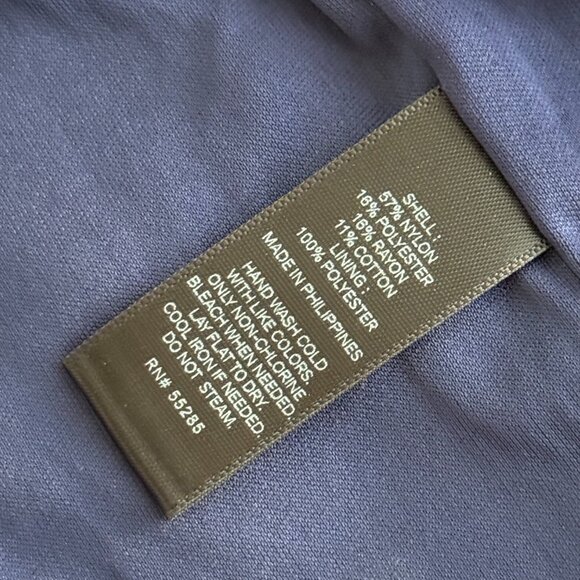 SHELL :
57% NYLON
16% POLYESTER
16% RAYON
11% COTTON
LINING :
100% POLYESTER
MADE IN PHILIPPINES
HAND WASH COLD
WITH LIKE COLORS.
ONLY NON-CHLORINE
BLEACH WHEN NEEDED.
LAY FLAT TO DRY.
COOL IRON IF NEEDED.
DO NOT STEAM.
RN# 55285